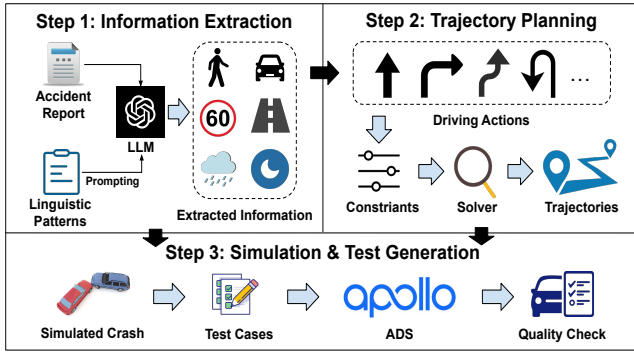 Step 1: Information Extraction
Accident
Report
LLM
Linguistic
Patterns
Prompting
60
Extracted Information
Step 2: Trajectory Planning
...
Driving Actions
Constriants
Solver
Trajectories
Step 3: Simulation & Test Generation
apollo
Simulated Crash
Test Cases
ADS
Quality Check